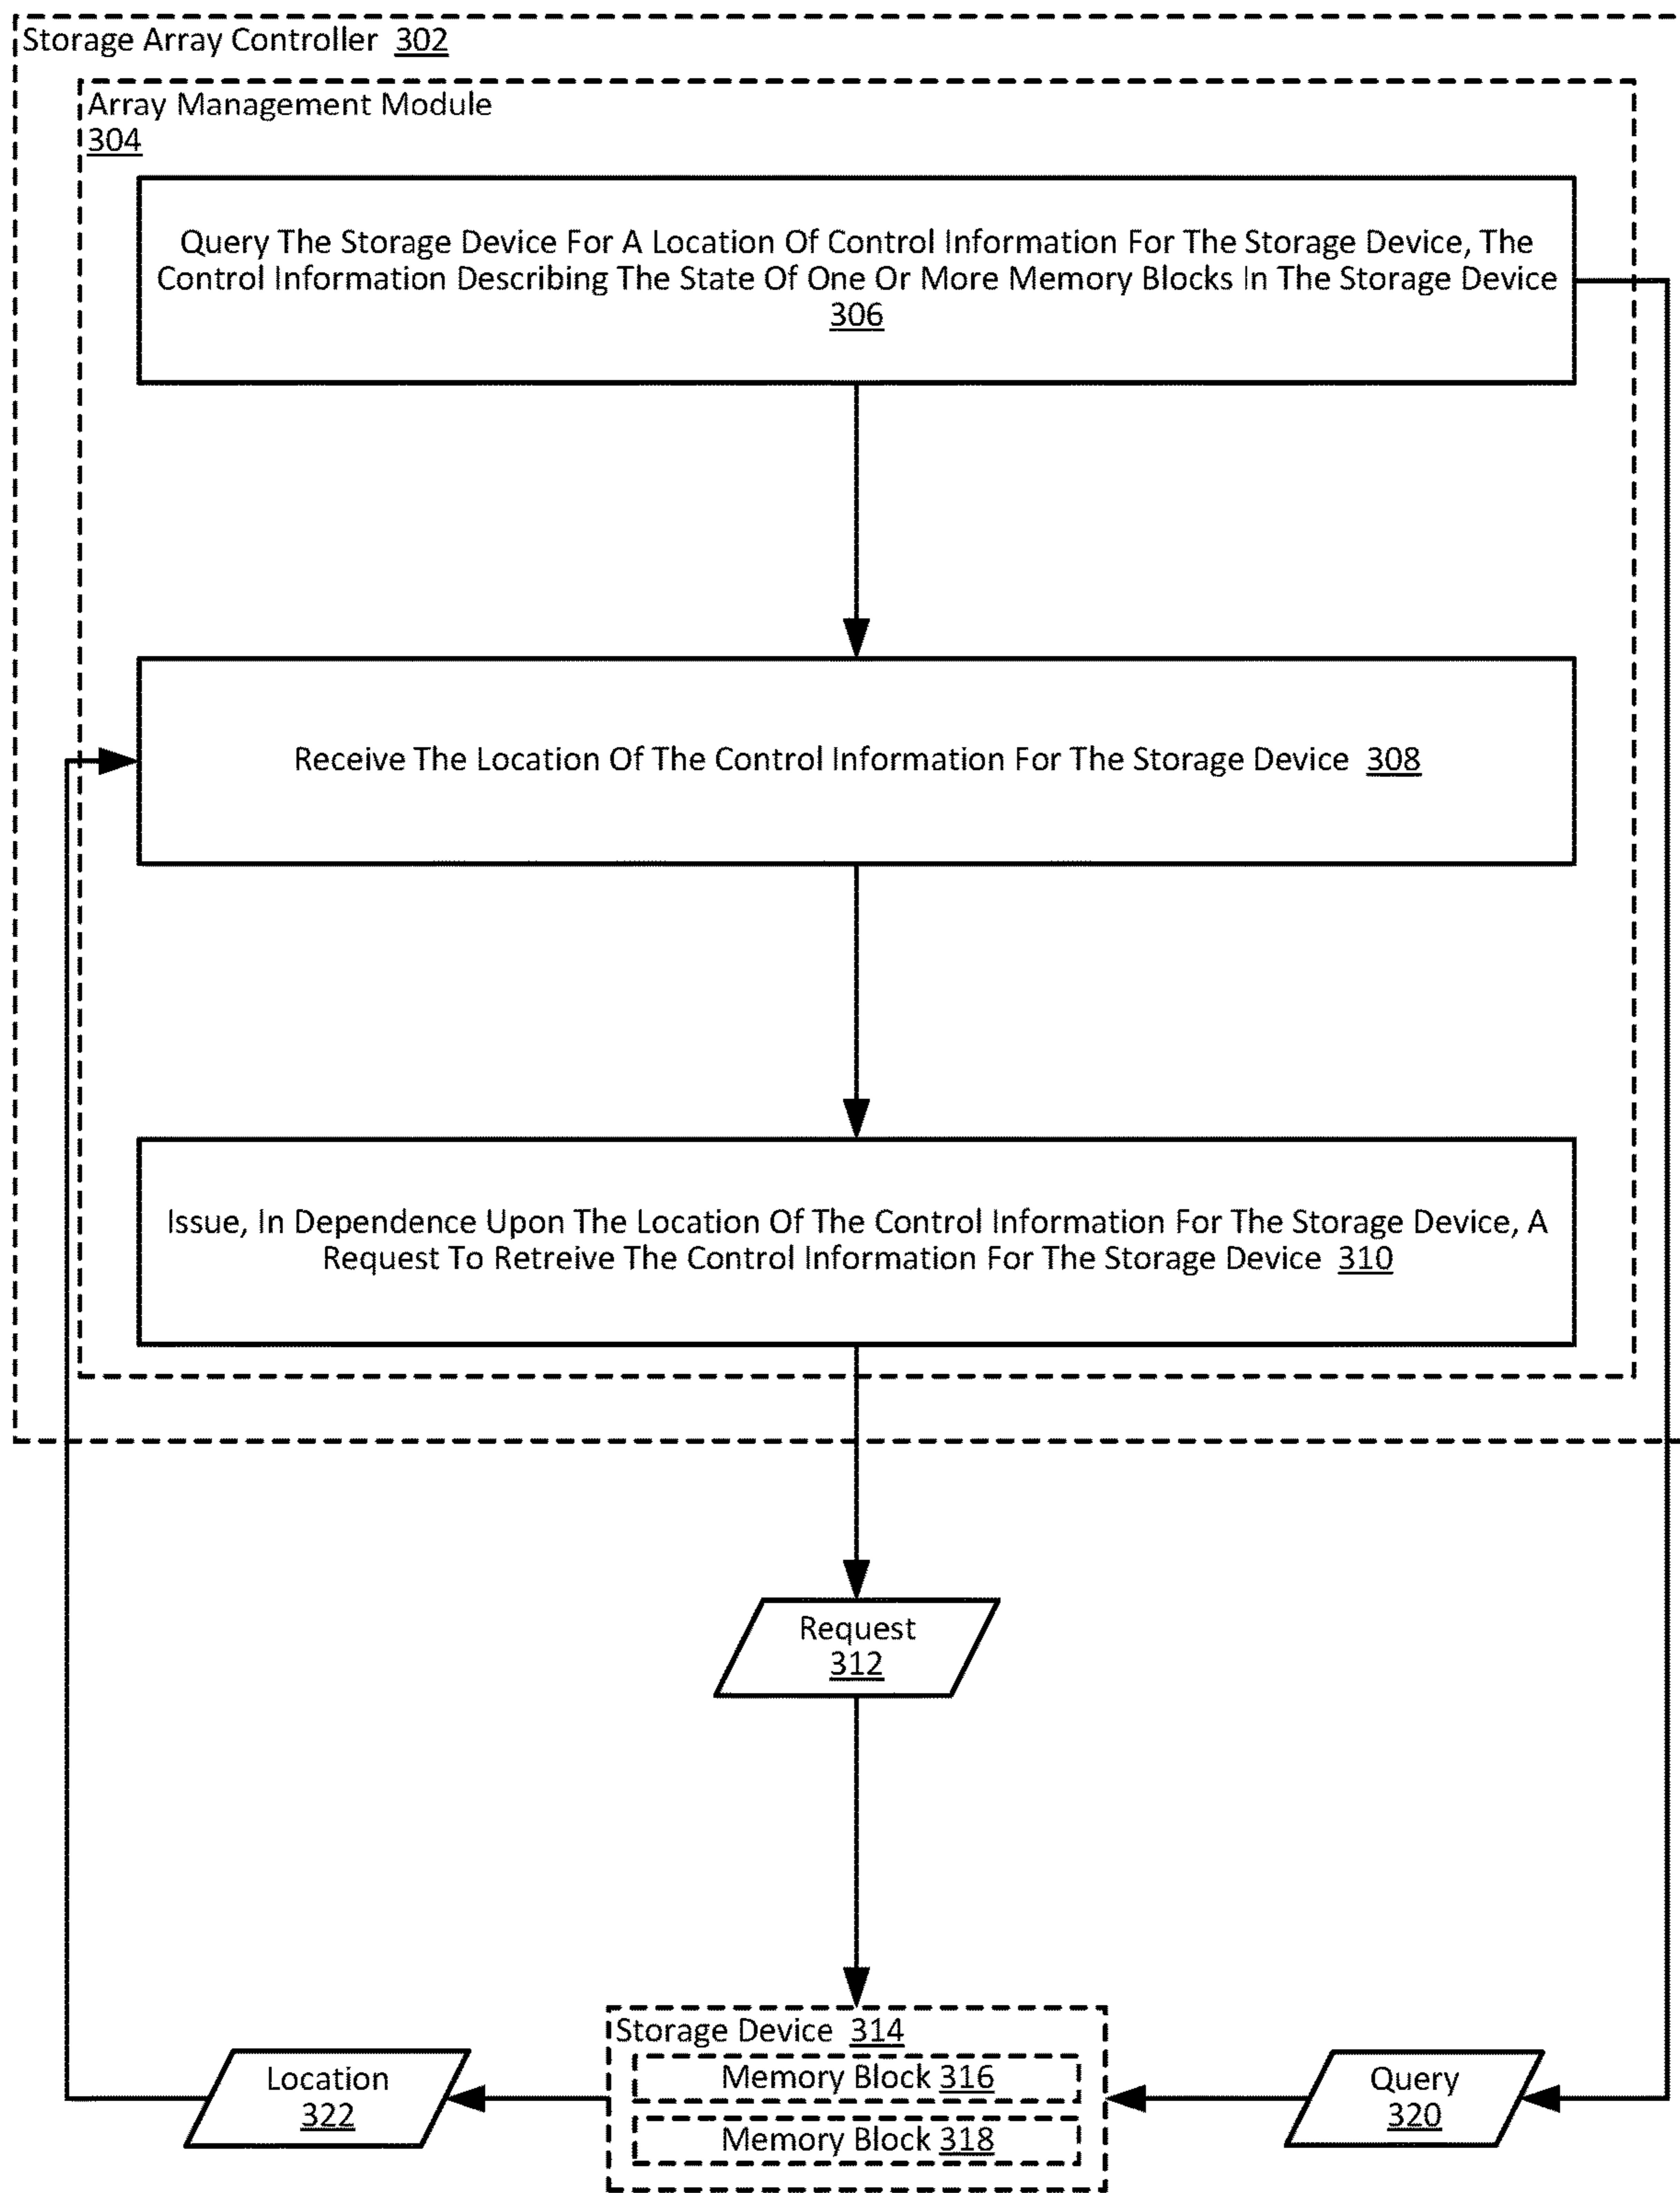 Storage Array Controller 302
Array Management Module
304
Query The Storage Device For A Location Of Control Information For The Storage Device, The
Control Information Describing The State Of One Or More Memory Blocks In The Storage Device
306
Receive The Location Of The Control Information For The Storage Device 308
Issue, In Dependence Upon The Location Of The Control Information For The Storage Device, A
Request To Retreive The Control Information For The Storage Device 310
Request
312
Storage Device 314
Memory Block 316
Memory Block 318
Location
322
Query
320